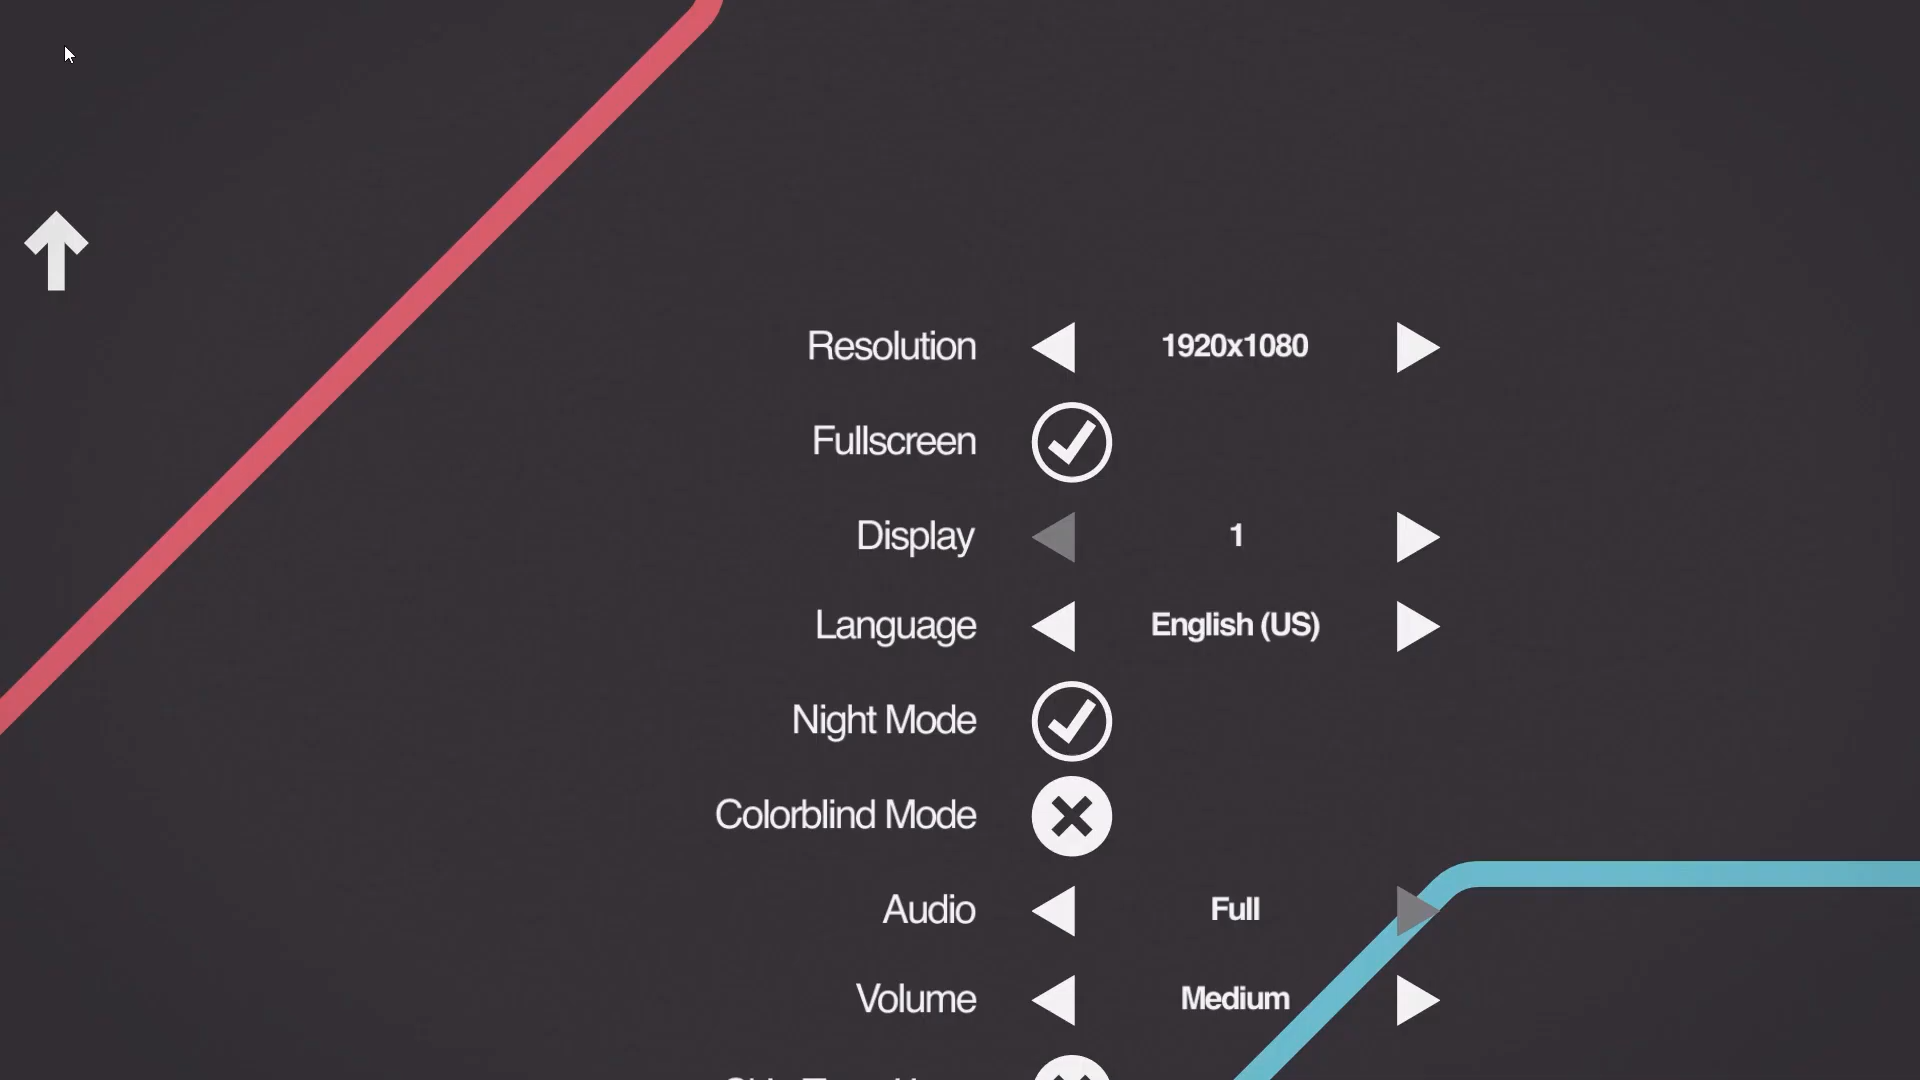 Resolution 1920x1080
Fullscreen
Display 1
Language English (US)
Night Mode
Colorblind Mode
Audio Full
Volume Medium